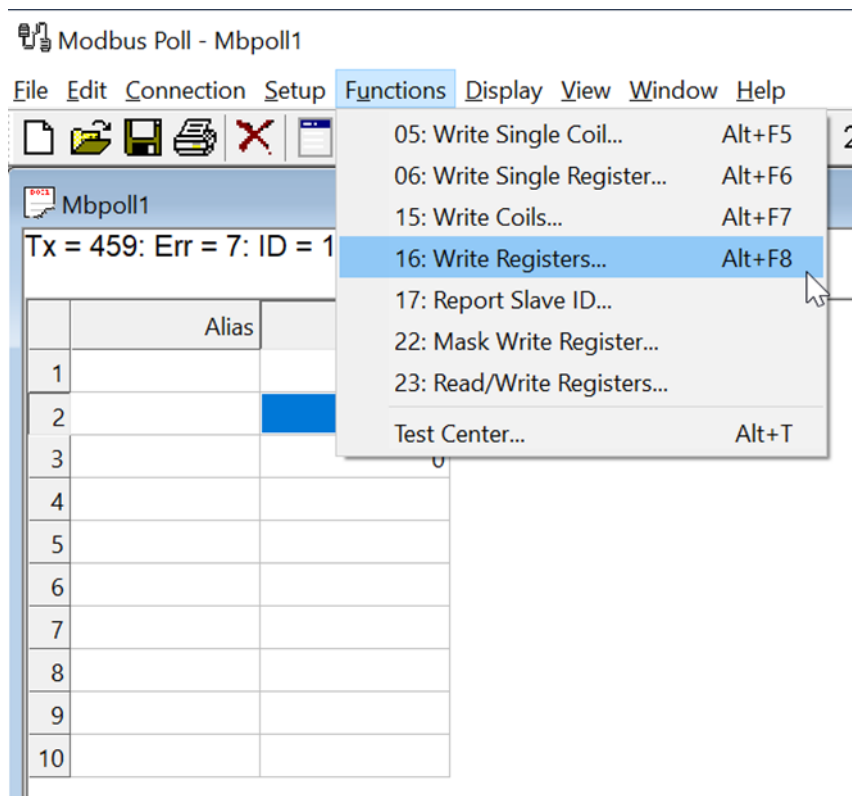 Modbus Poll - Mbpoll1
File Edit Connection Setup Functions Display View Window Help
05: Write Single Coil... Alt+F5
06: Write Single Register... Alt+F6
15: Write Coils... Alt+F7
16: Write Registers... Alt+F8
17: Report Slave ID...
22: Mask Write Register...
23: Read/Write Registers...
Test Center... Alt+T
2
Mbpoll1
Tx = 459: Err = 7: ID = 1
Alias
1
2
3 0
4
5
6
7
8
9
10